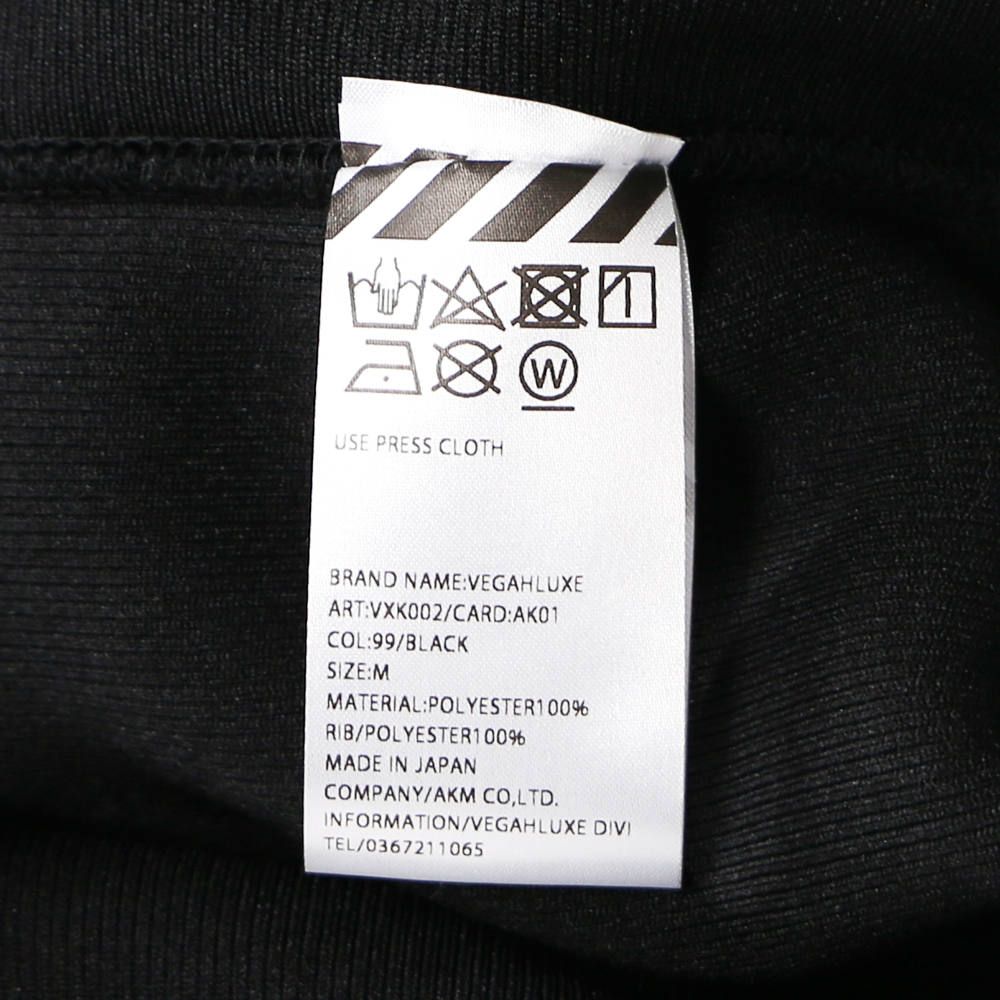 W
USE PRESS CLOTH
BRAND NAME:VEGAHLUXE
ART:VXK002/CARD:AK01
COL:99/BLACK
SIZE:M
MATERIAL:POLYESTER100%
RIB/POLYESTER100%
MADE IN JAPAN
COMPANY/AKM CO,LTD.
INFORMATION/VEGAHLUXE DIVI
TEL/0367211065